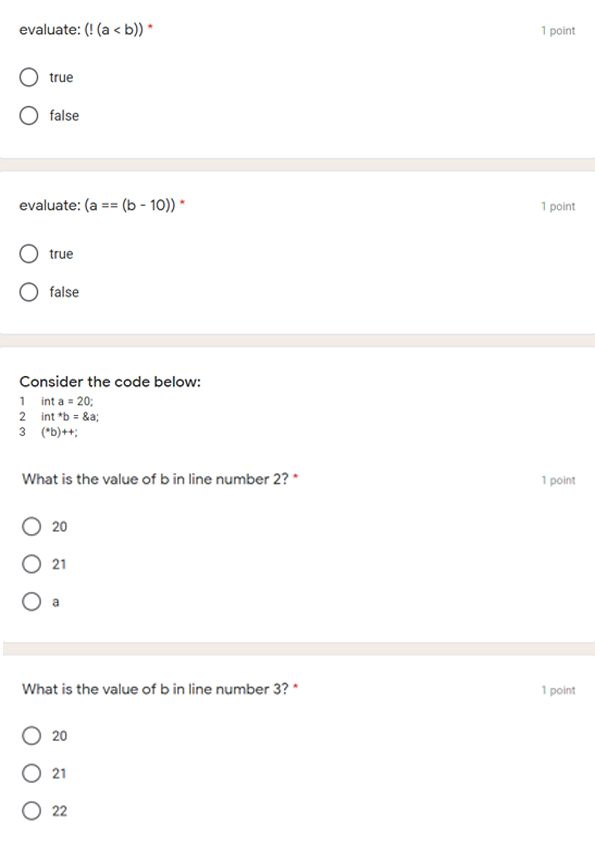 evaluate: (! (a < b)) * 1 point
true
false
evaluate: (a == (b - 10)) * 1 point
true
false
Consider the code below:
1 int a = 20;
2 int *b = &a;
3 (*b)++;
What is the value of b in line number 2? * 1 point
20
21
a
What is the value of b in line number 3? * 1 point
20
21
22